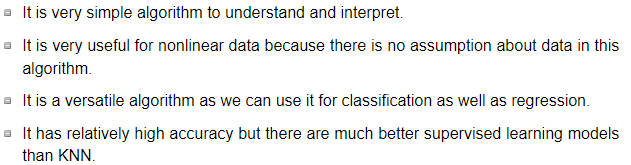 It is very simple algorithm to understand and interpret.
It is very useful for nonlinear data because there is no assumption about data in this
algorithm.
It is a versatile algorithm as we can use it for classification as well as regression.
It has relatively high accuracy but there are much better supervised learning models
than KNN.